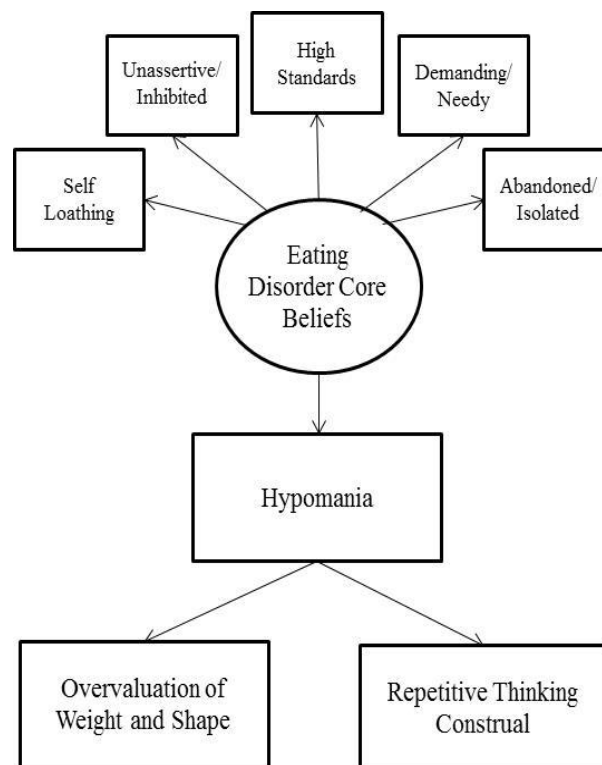 High
Standards
Unassertive/
Inhibited
Demanding/
Needy
Self
Loathing
Abandoned/
Isolated
Eating
Disorder Core
Beliefs
Hypomania
Overvaluation of
Weight and Shape
Repetitive Thinking
Construal